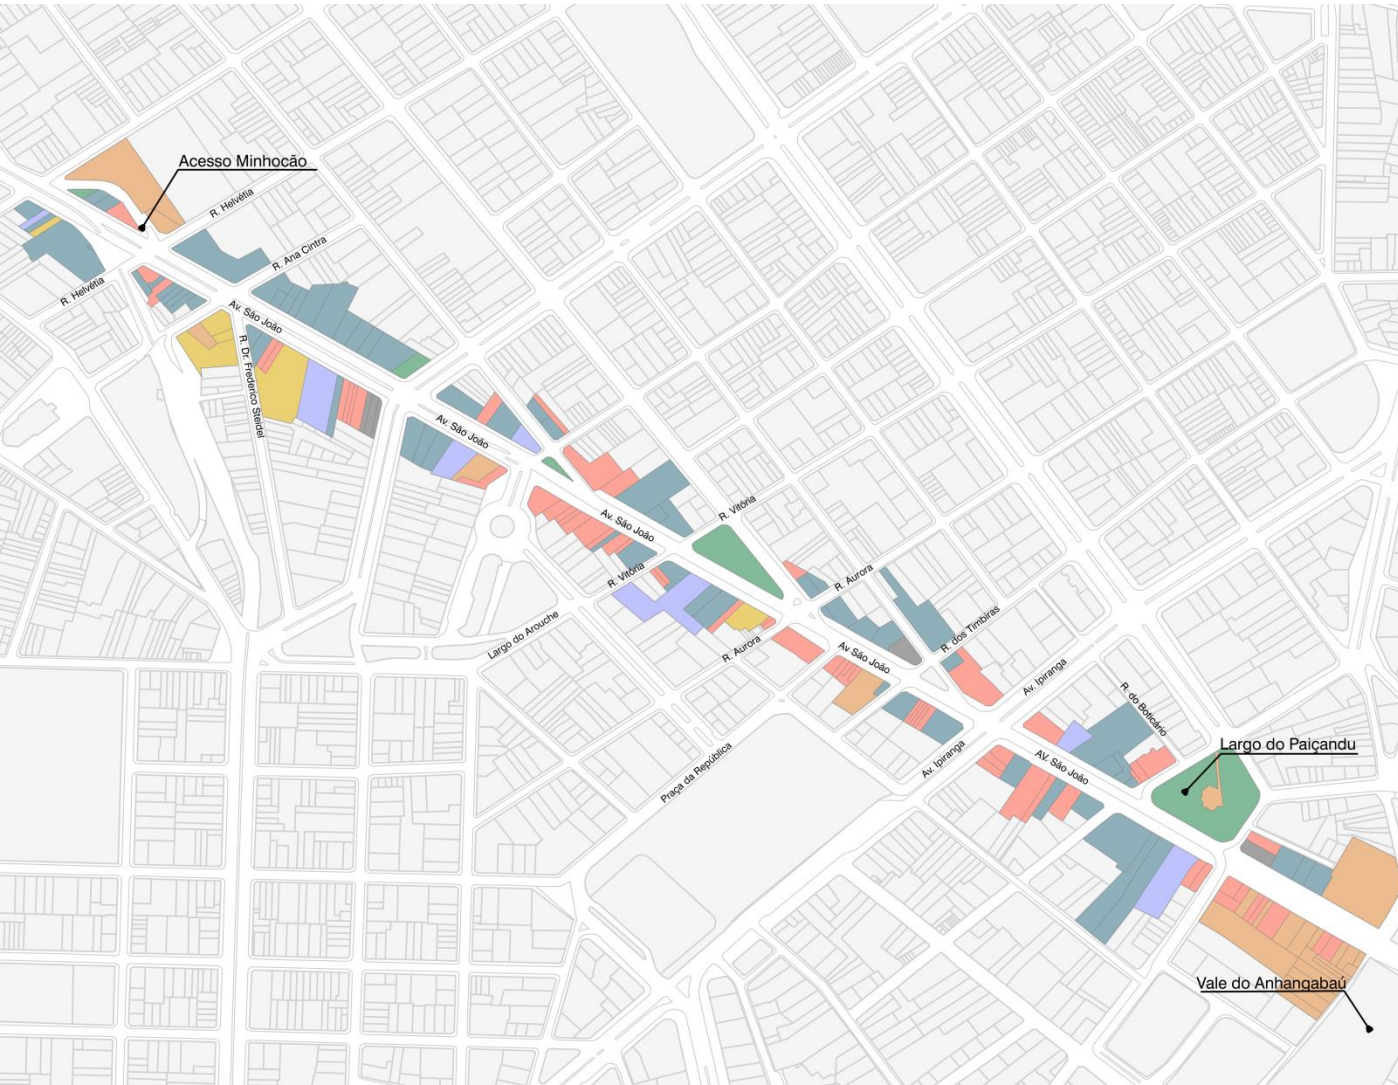 Acesso Minhocão
R. Helvétia
R. Ana Cintra
R. Helvétia
Av. São João
R. Dr. Frederico Steidel
Av. São João
R. Vitória
Av. São João
R. Vitória
R. Aurora
Largo do Arouche
R. Aurora
R. dos Timbiras
Av São João
Av. Ipiranga
R. do Boticário
Largo do Paiçandu
Av. Ipiranga
AV. São João
Praça da República
Vale do Anhangabaú